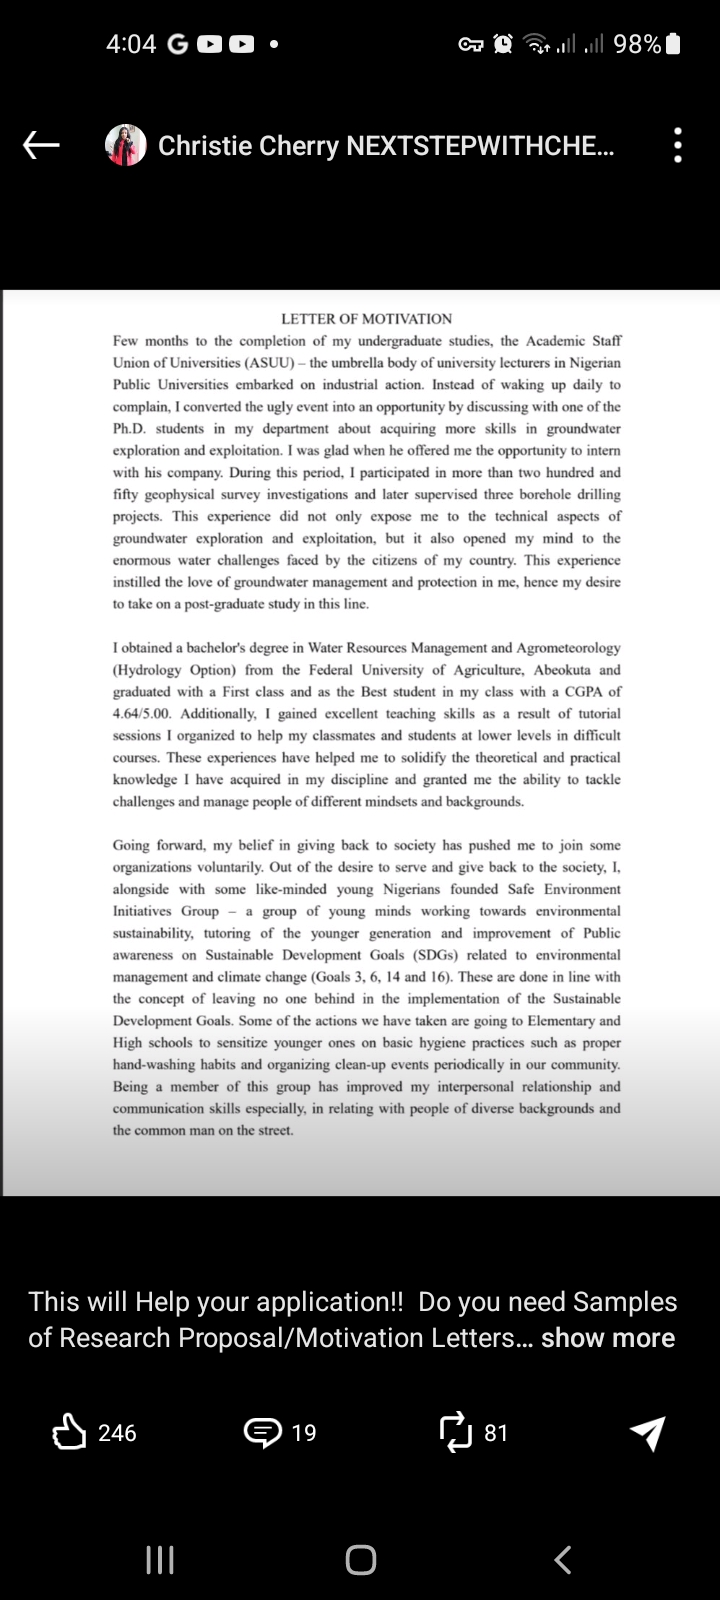 4:04
98%
Christie Cherry NEXTSTEPWITHCHE...
LETTER OF MOTIVATION
Few months to the completion of my undergraduate studies, the Academic Staff
Union of Universities (ASUU) – the umbrella body of university lecturers in Nigerian
Public Universities embarked on industrial action. Instead of waking up daily to
complain, I converted the ugly event into an opportunity by discussing with one of the
Ph.D. students in my department about acquiring more skills in groundwater
exploration and exploitation. I was glad when he offered me the opportunity to intern
with his company. During this period, I participated in more than two hundred and
fifty geophysical survey investigations and later supervised three borehole drilling
projects. This experience did not only expose me to the technical aspects of
groundwater exploration and exploitation, but it also opened my mind to the
enormous water challenges faced by the citizens of my country. This experience
instilled the love of groundwater management and protection in me, hence my desire
to take on a post-graduate study in this line.
I obtained a bachelor's degree in Water Resources Management and Agrometeorology
(Hydrology Option) from the Federal University of Agriculture, Abeokuta and
graduated with a First class and as the Best student in my class with a CGPA of
4.64/5.00. Additionally, I gained excellent teaching skills as a result of tutorial
sessions I organized to help my classmates and students at lower levels in difficult
courses. These experiences have helped me to solidify the theoretical and practical
knowledge I have acquired in my discipline and granted me the ability to tackle
challenges and manage people of different mindsets and backgrounds.
Going forward, my belief in giving back to society has pushed me to join some
organizations voluntarily. Out of the desire to serve and give back to the society, I,
alongside with some like-minded young Nigerians founded Safe Environment
Initiatives Group – a group of young minds working towards environmental
sustainability, tutoring of the younger generation and improvement of Public
awareness on Sustainable Development Goals (SDGs) related to environmental
management and climate change (Goals 3, 6, 14 and 16). These are done in line with
the concept of leaving no one behind in the implementation of the Sustainable
Development Goals. Some of the actions we have taken are going to Elementary and
High schools to sensitize younger ones on basic hygiene practices such as proper
hand-washing habits and organizing clean-up events periodically in our community.
Being a member of this group has improved my interpersonal relationship and
communication skills especially, in relating with people of diverse backgrounds and
the common man on the street.
This will Help your application!! Do you need Samples
of Research Proposal/Motivation Letters... show more
246
19
81